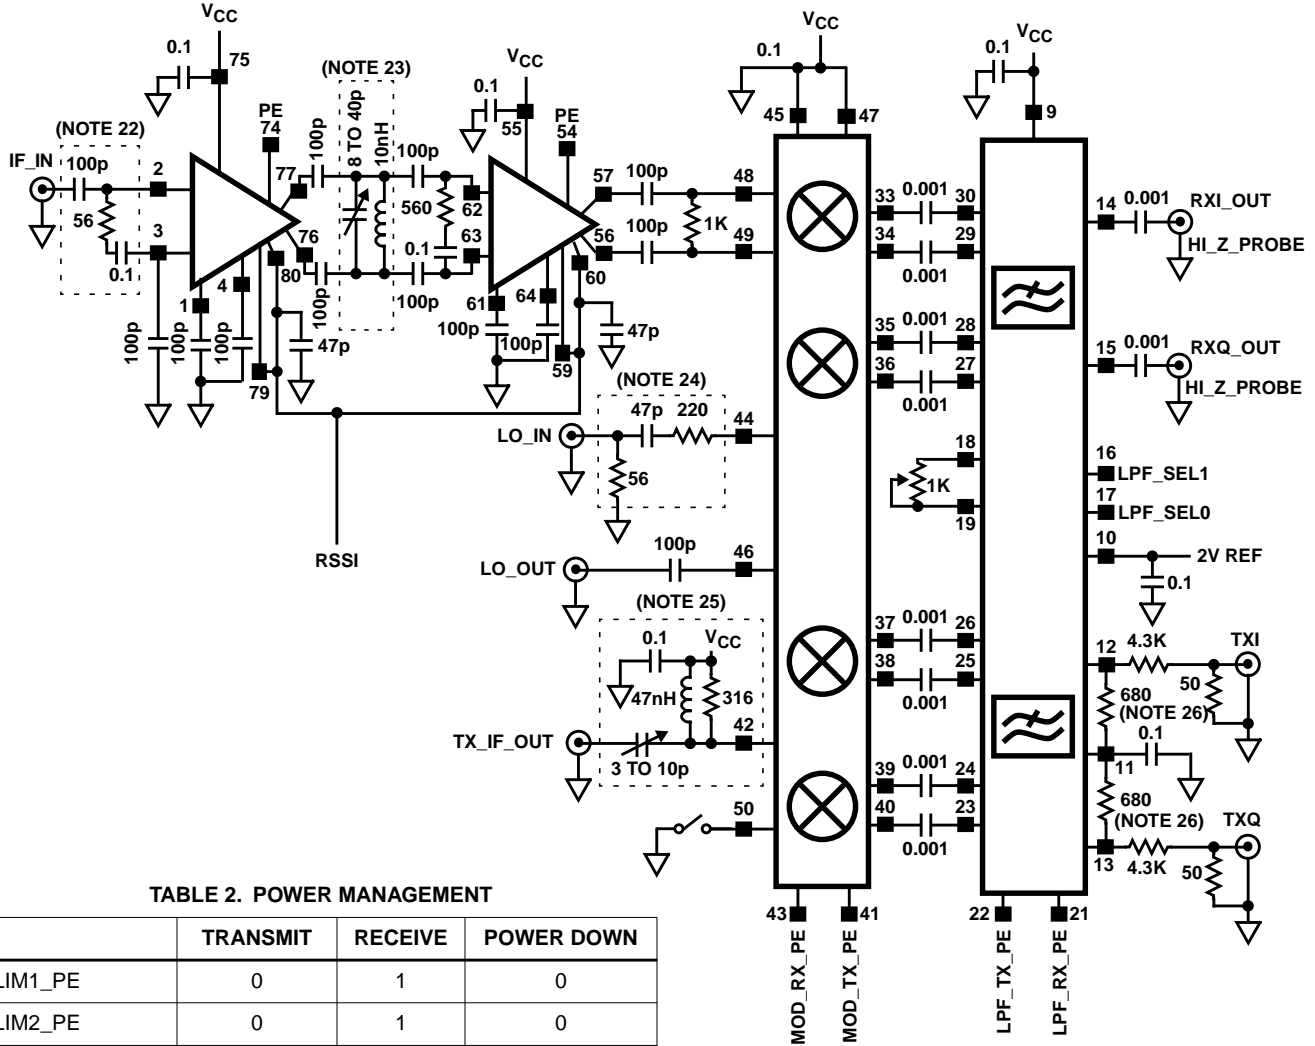 VCC
0.1
75
(NOTE 22)
IF_IN
100p
2
56
3
0.1
PE
74
77
100p
76
80
1
4
100p
100p
100p
79
47p
100p
(NOTE 23)
8 TO 40p
10nH
100p
560
0.1
100p
VCC
0.1
55
PE
54
62
63
57
100p
48
1K
56
100p
49
60
61
64
100p
100p
59
47p
RSSI
(NOTE 24)
LO_IN
47p
220
44
56
LO_OUT
100p
46
(NOTE 25)
0.1
VCC
47nH
316
42
TX_IF_OUT
3 TO 10p
50
VCC
0.1
45
47
VCC
0.1
9
33
0.001
30
34
29
0.001
35
0.001
28
36
27
0.001
18
1K
19
37
0.001
26
38
25
0.001
39
0.001
24
40
23
0.001
14
0.001
RXI_OUT
HI_Z_PROBE
15
0.001
RXQ_OUT
HI_Z_PROBE
16
LPF_SEL1
17
LPF_SEL0
10
2V REF
0.1
12
4.3K
TXI
50
680
(NOTE 26)
0.1
11
680
(NOTE 26)
TXQ
13
4.3K
50
43
41
MOD_RX_PE
MOD_TX_PE
22
21
LPF_TX_PE
LPF_RX_PE
TABLE 2. POWER MANAGEMENT
TRANSMIT RECEIVE POWER DOWN
LIM1_PE 0 1 0
LIM2_PE 0 1 0